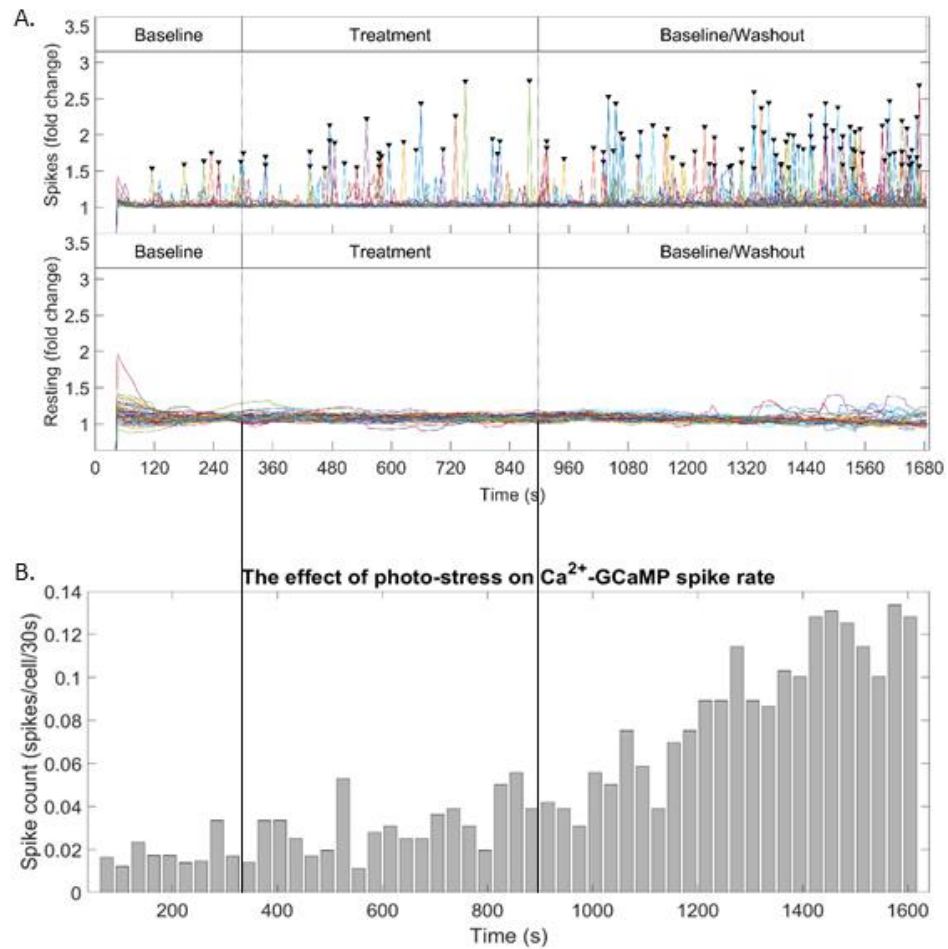 A.
Spikes (fold change)
3.5
3
2.5
2
1.5
1
Baseline Treatment Baseline/Washout
Resting (fold change)
3.5
3
2.5
2
1.5
1
Baseline Treatment Baseline/Washout
0 120 240 360 480 600 720 840 960 1080 1200 1320 1440 1560 1680
Time (s)
B.
The effect of photo-stress on Ca2+-GCaMP spike rate
Spike count (spikes/cell/30s)
0.14
0.12
0.1
0.08
0.06
0.04
0.02
0
200 400 600 800 1000 1200 1400 1600
Time (s)